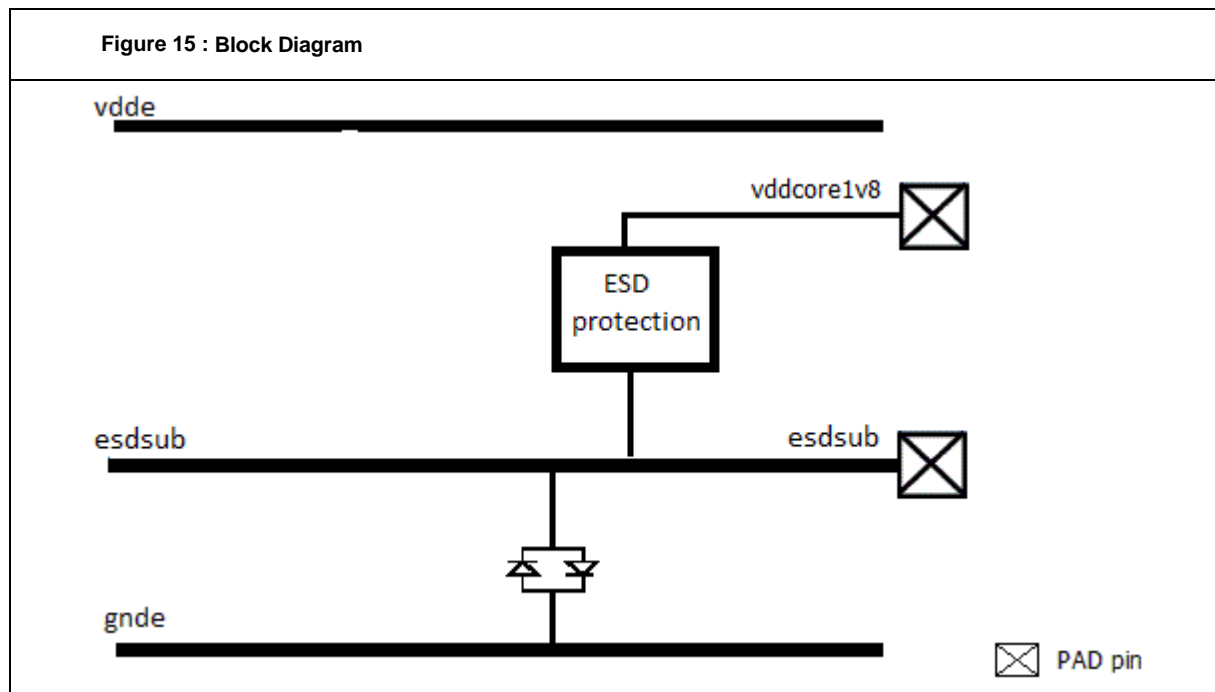 Figure 15 : Block Diagram
vdde
vddcore1v8
ESD
protection
esdsub
esdsub
gnde
PAD pin